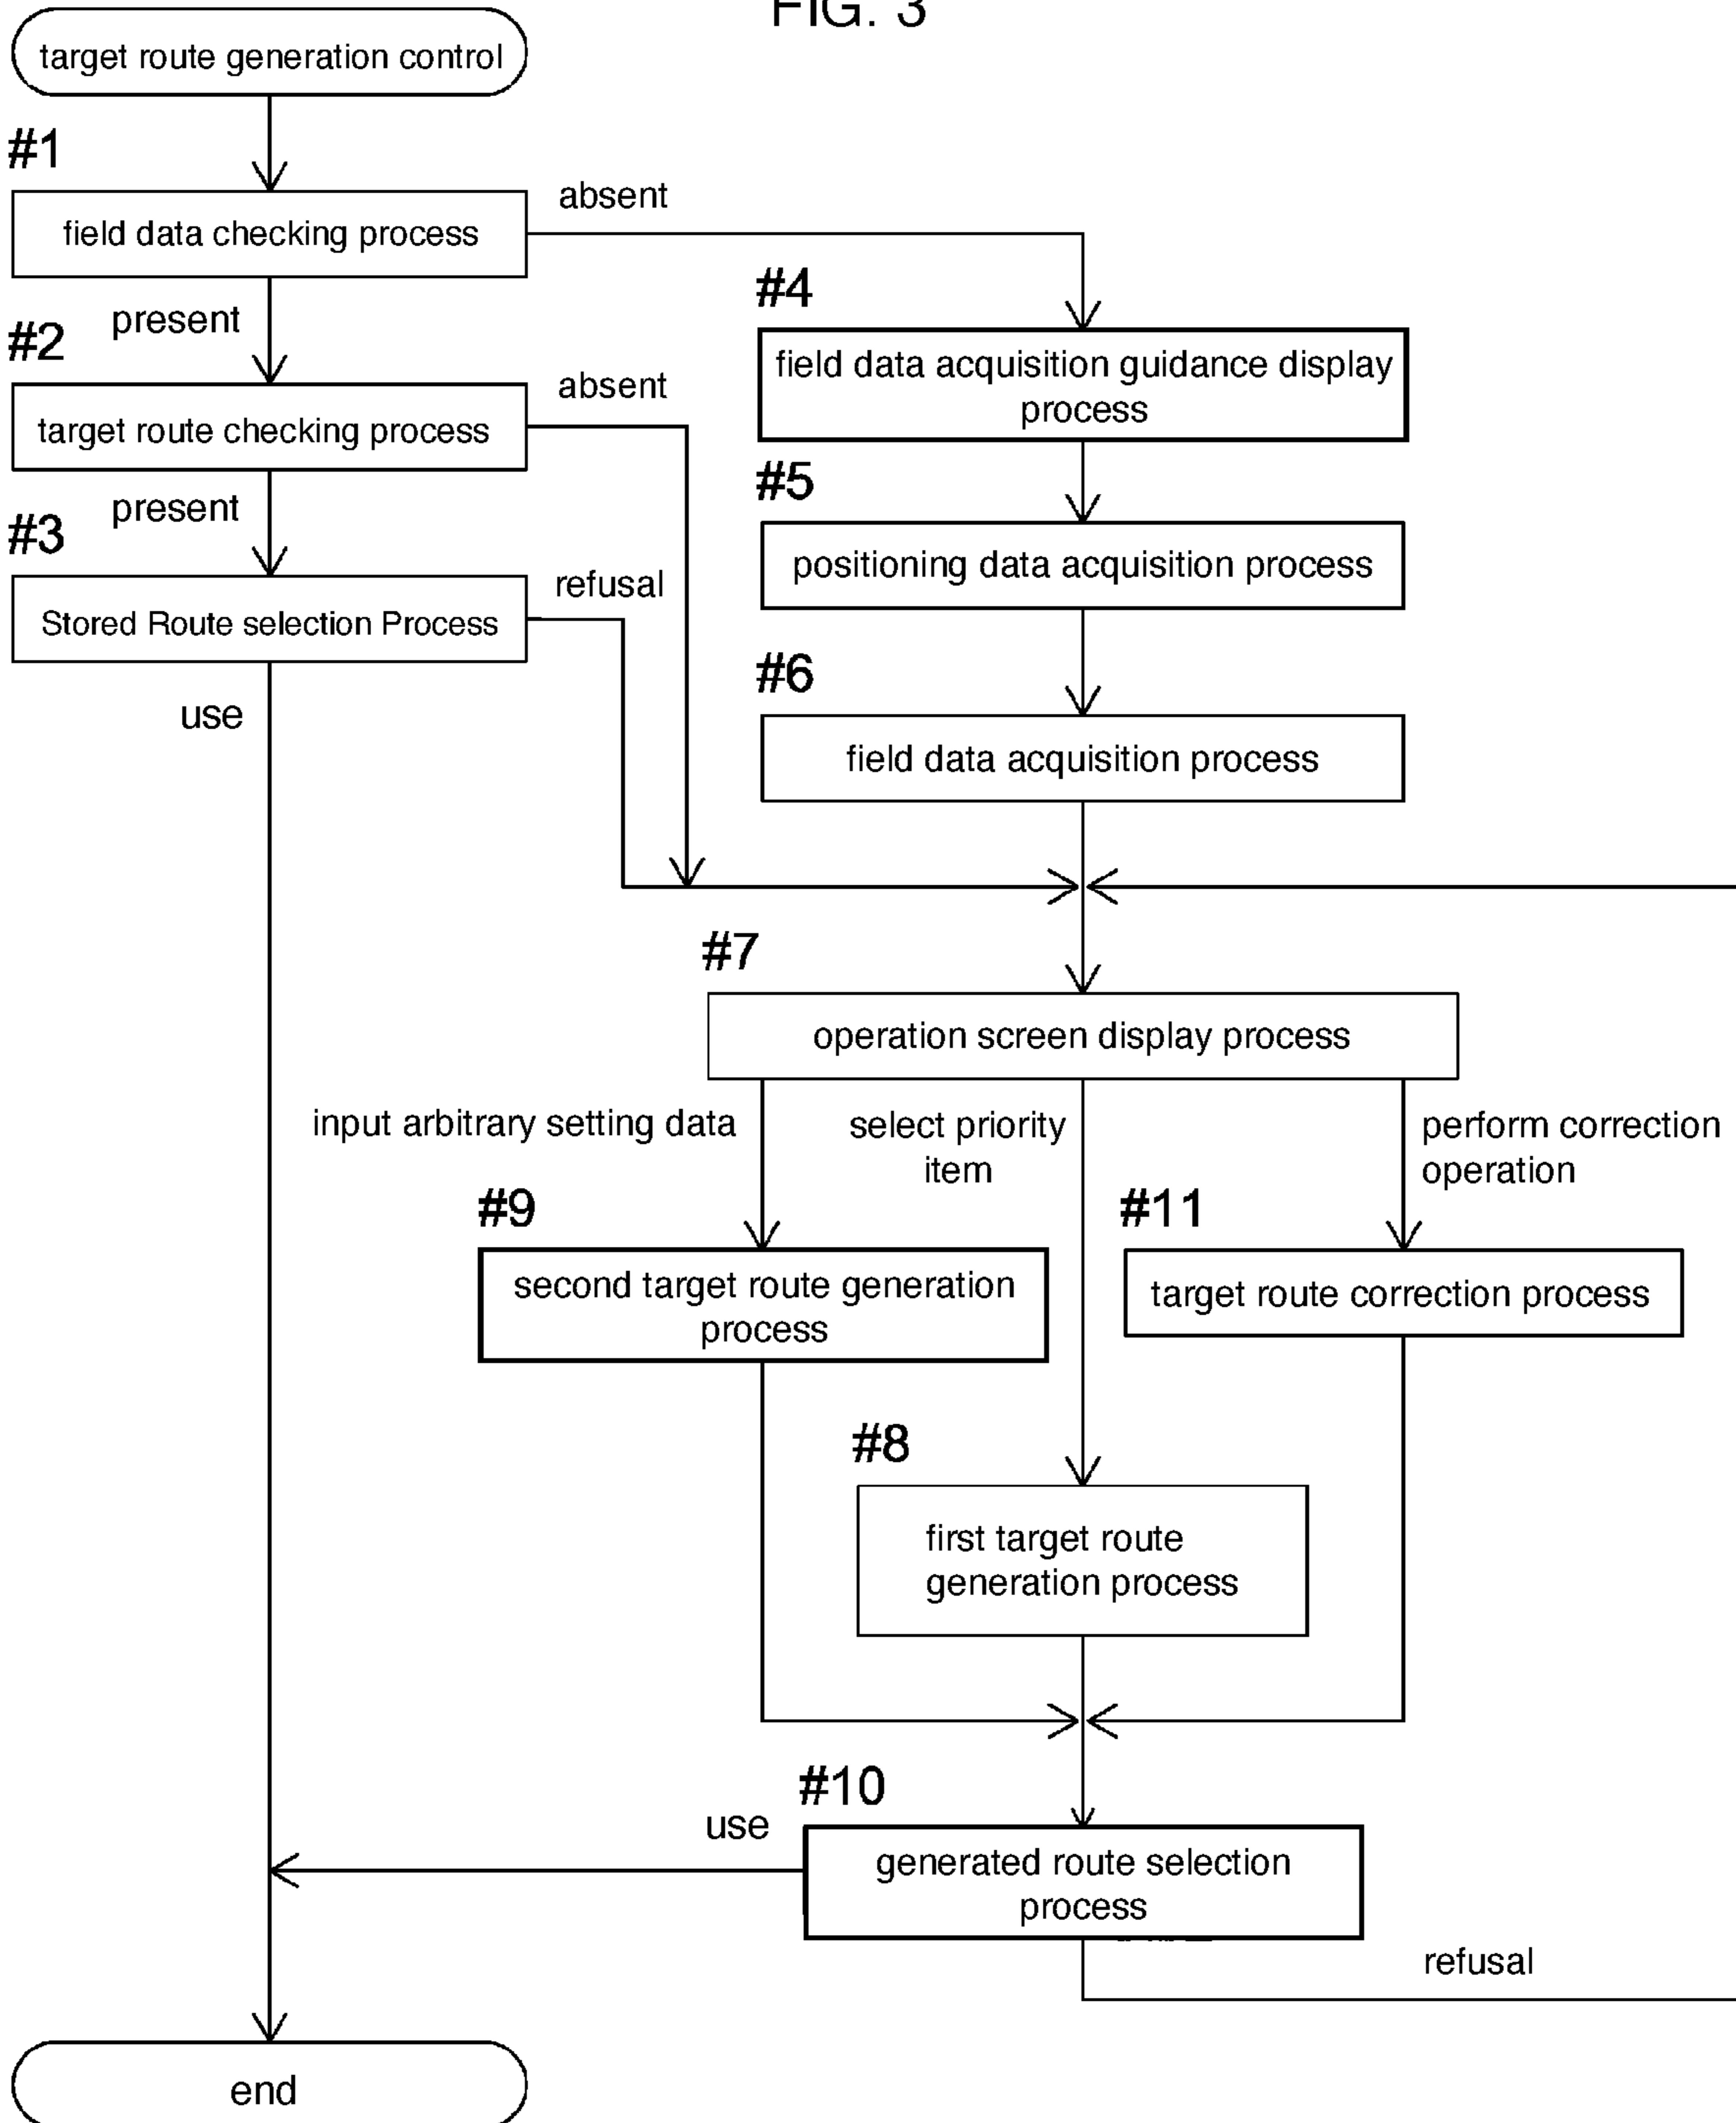 FIG. 3
target route generation control
#1
field data checking process
absent
present
#2
target route checking process
absent
present
#3
Stored Route selection Process
refusal
use
#4
field data acquisition guidance display
process
#5
positioning data acquisition process
#6
field data acquisition process
#7
operation screen display process
input arbitrary setting data
select priority
item
perform correction
operation
#9
second target route generation
process
#11
target route correction process
#8
first target route
generation process
#10
use
generated route selection
process
refusal
end